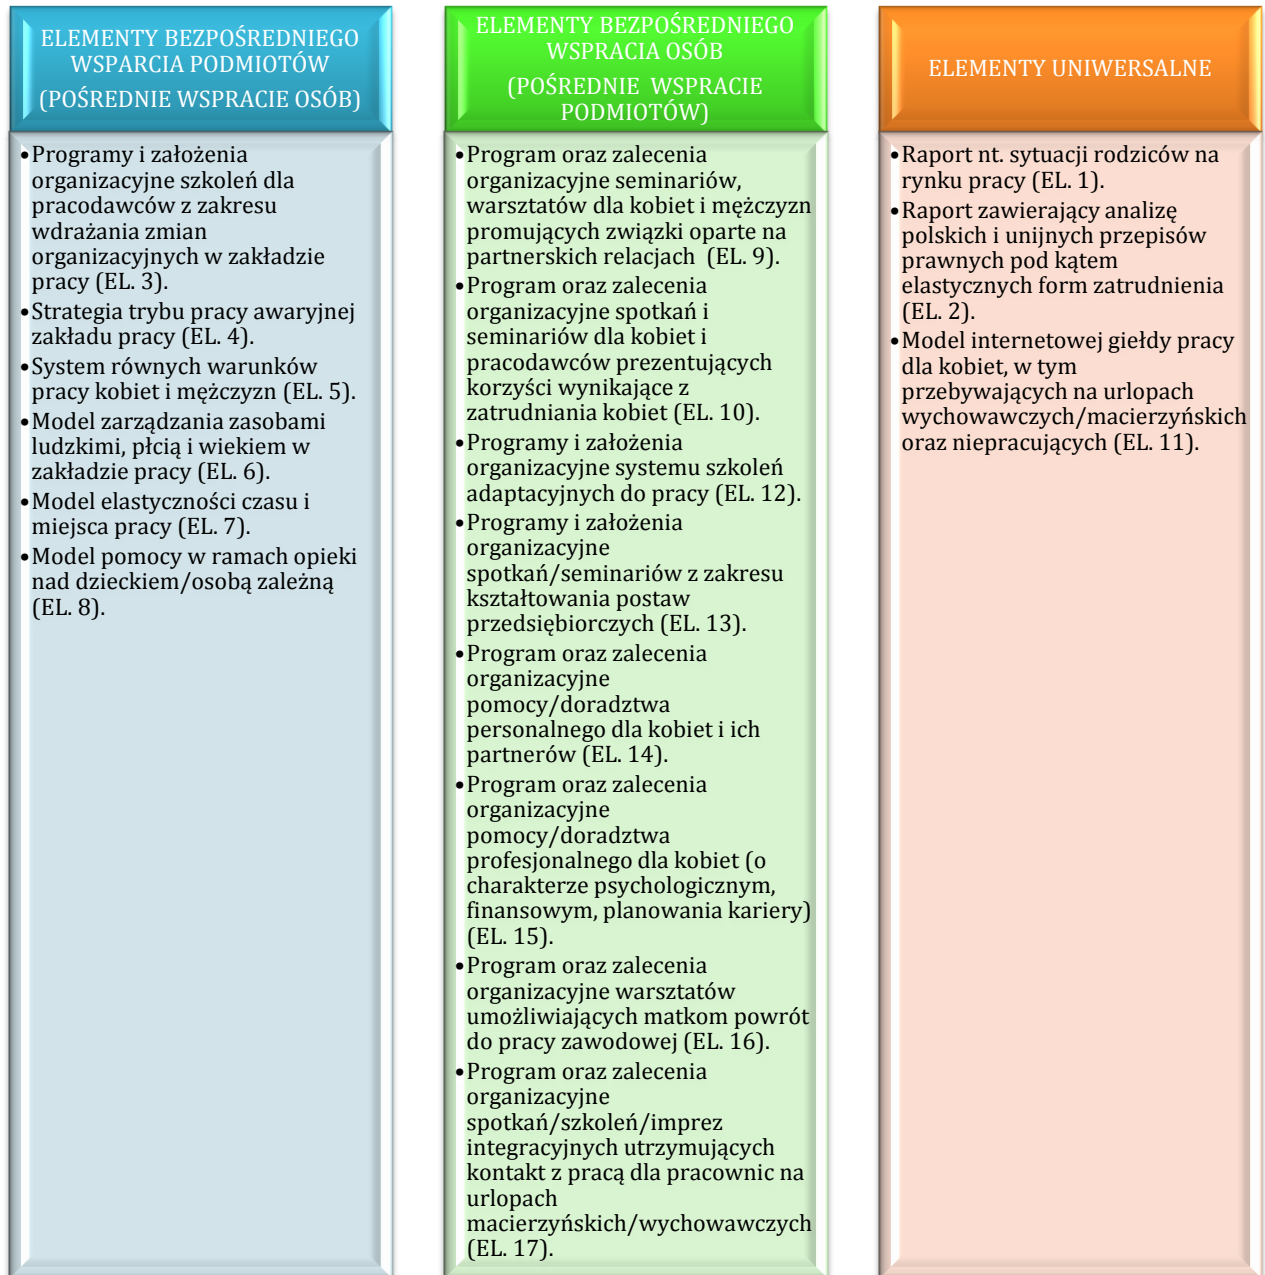 ELEMENTY BEZPOŚREDNIEGO
WSPARCIA PODMIOTÓW
(POŚREDNIE WSPRACIE OSÓB)
•Programy i założenia
organizacyjne szkoleń dla
pracodawców z zakresu
wdrażania zmian
organizacyjnych w zakładzie
pracy (EL. 3).
•Strategia trybu pracy awaryjnej
zakładu pracy (EL. 4).
•System równych warunków
pracy kobiet i mężczyzn (EL. 5).
•Model zarządzania zasobami
ludzkimi, płcią i wiekiem w
zakładzie pracy (EL. 6).
•Model elastyczności czasu i
miejsca pracy (EL. 7).
•Model pomocy w ramach opieki
nad dzieckiem/osobą zależną
(EL. 8).
ELEMENTY BEZPOŚREDNIEGO
WSPRACIA OSÓB
(POŚREDNIE WSPRACIE
PODMIOTÓW)
•Program oraz zalecenia
organizacyjne seminariów,
warsztatów dla kobiet i mężczyzn
promujących związki oparte na
partnerskich relacjach (EL. 9).
•Program oraz zalecenia
organizacyjne spotkań i
seminariów dla kobiet i
pracodawców prezentujących
korzyści wynikające z
zatrudniania kobiet (EL. 10).
•Programy i założenia
organizacyjne systemu szkoleń
adaptacyjnych do pracy (EL. 12).
•Programy i założenia
organizacyjne
spotkań/seminariów z zakresu
kształtowania postaw
przedsiębiorczych (EL. 13).
•Program oraz zalecenia
organizacyjne
pomocy/doradztwa
personalnego dla kobiet i ich
partnerów (EL. 14).
•Program oraz zalecenia
organizacyjne
pomocy/doradztwa
profesjonalnego dla kobiet (o
charakterze psychologicznym,
finansowym, planowania kariery)
(EL. 15).
•Program oraz zalecenia
organizacyjne warsztatów
umożliwiających matkom powrót
do pracy zawodowej (EL. 16).
•Program oraz zalecenia
organizacyjne
spotkań/szkoleń/imprez
integracyjnych utrzymujących
kontakt z pracą dla pracownic na
urlopach
macierzyńskich/wychowawczych
(EL. 17).
ELEMENTY UNIWERSALNE
•Raport nt. sytuacji rodziców na
rynku pracy (EL. 1).
•Raport zawierający analizę
polskich i unijnych przepisów
prawnych pod kątem
elastycznych form zatrudnienia
(EL. 2).
•Model internetowej giełdy pracy
dla kobiet, w tym
przebywających na urlopach
wychowawczych/macierzyńskich
oraz niepracujących (EL. 11).